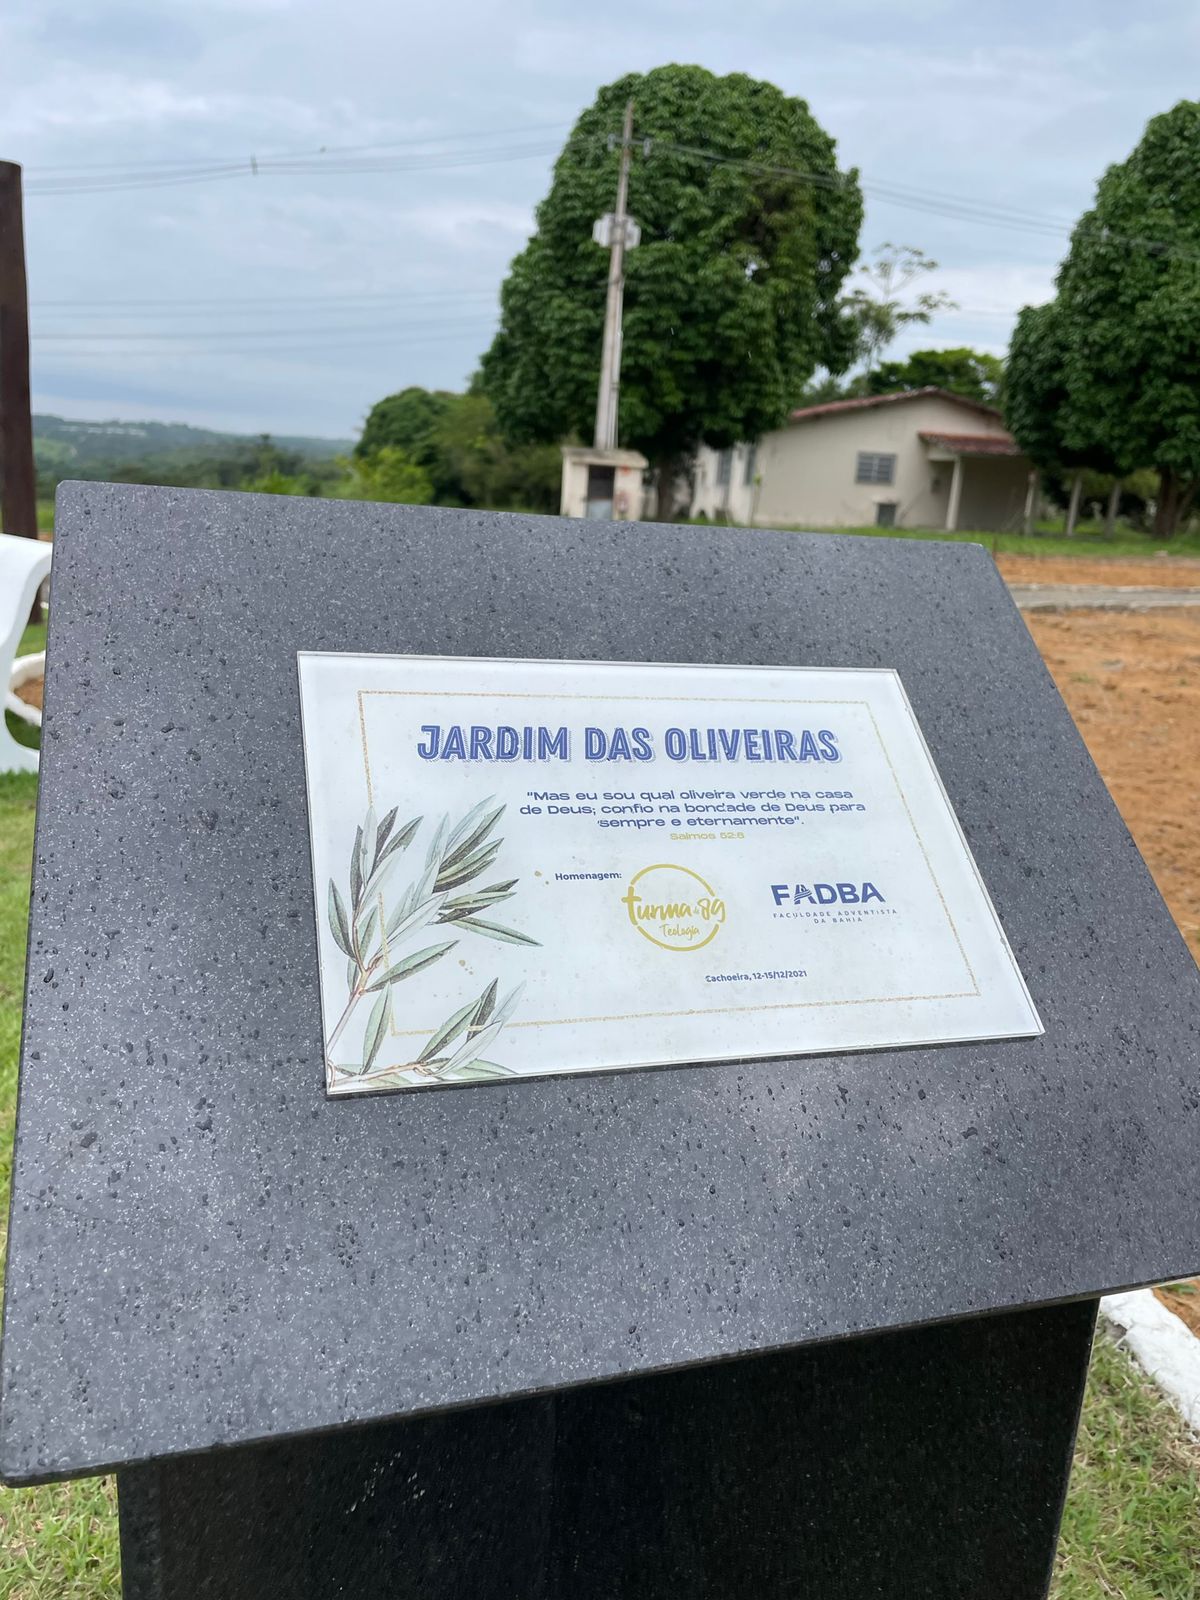 JARDIM DAS OLIVEIRAS
"Mas eu sou qual oliveira verde na casa
de Deus; confio na bondade de Deus para
sempre e eternamente".
Salmos 52:8
Homenagem:
turma de 89
Teologia
FADBA
FACULDADE ADVENTISTA
DA BAHIA
Cachoeira, 12-15/12/2021